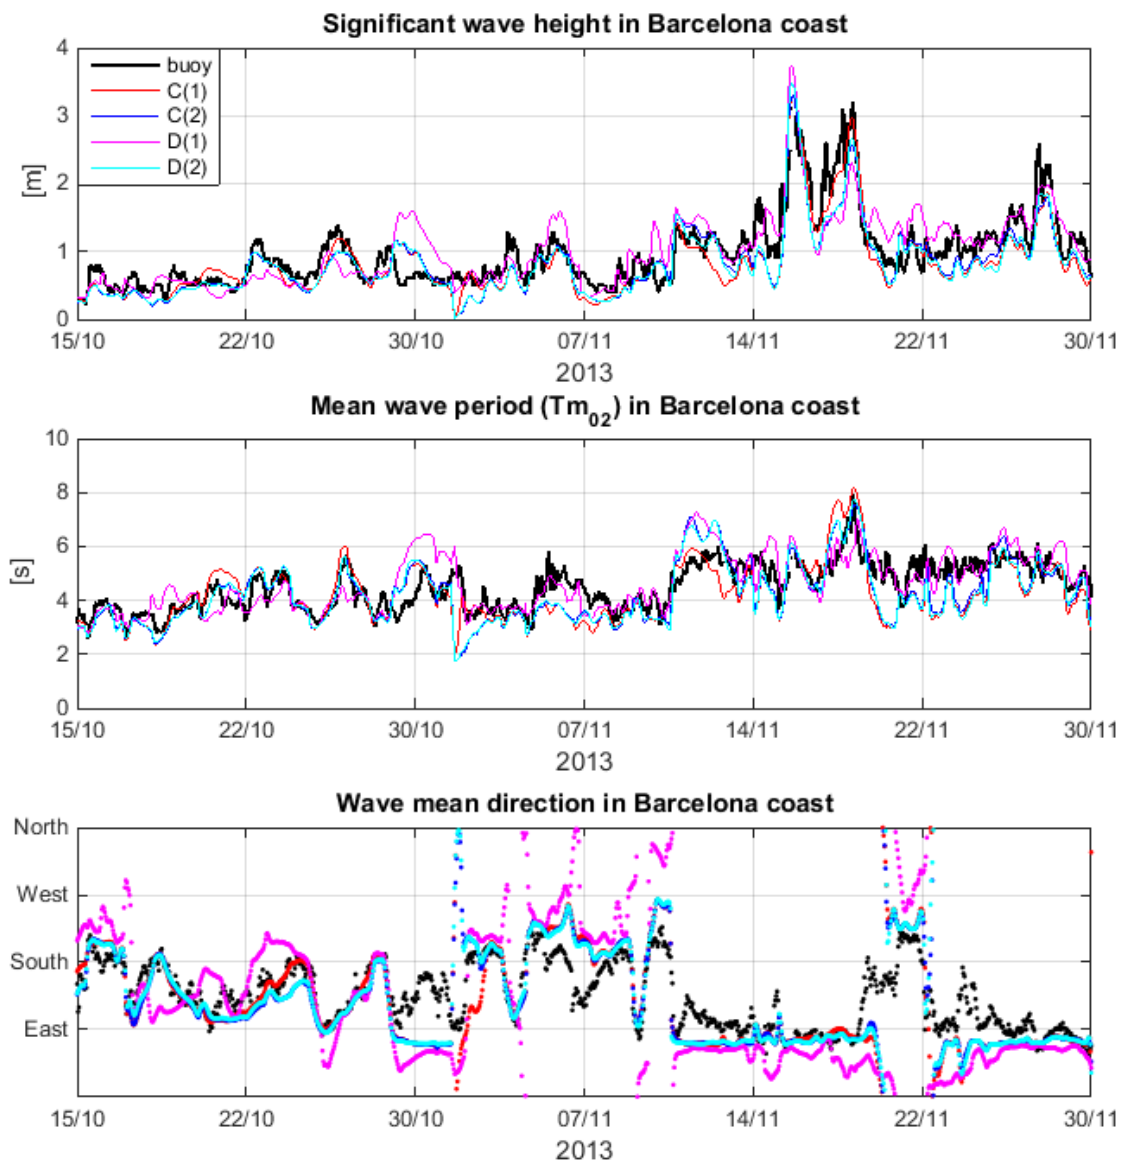 Significant wave height in Barcelona coast
4
3
2
1
0
[m]
buoy
C(1)
C(2)
D(1)
D(2)
15/10 22/10 30/10 07/11 14/11 22/11 30/11
2013
Mean wave period (Tm02) in Barcelona coast
10
8
6
4
2
0
[s]
15/10 22/10 30/10 07/11 14/11 22/11 30/11
2013
Wave mean direction in Barcelona coast
North
West
South
East
15/10 22/10 30/10 07/11 14/11 22/11 30/11
2013